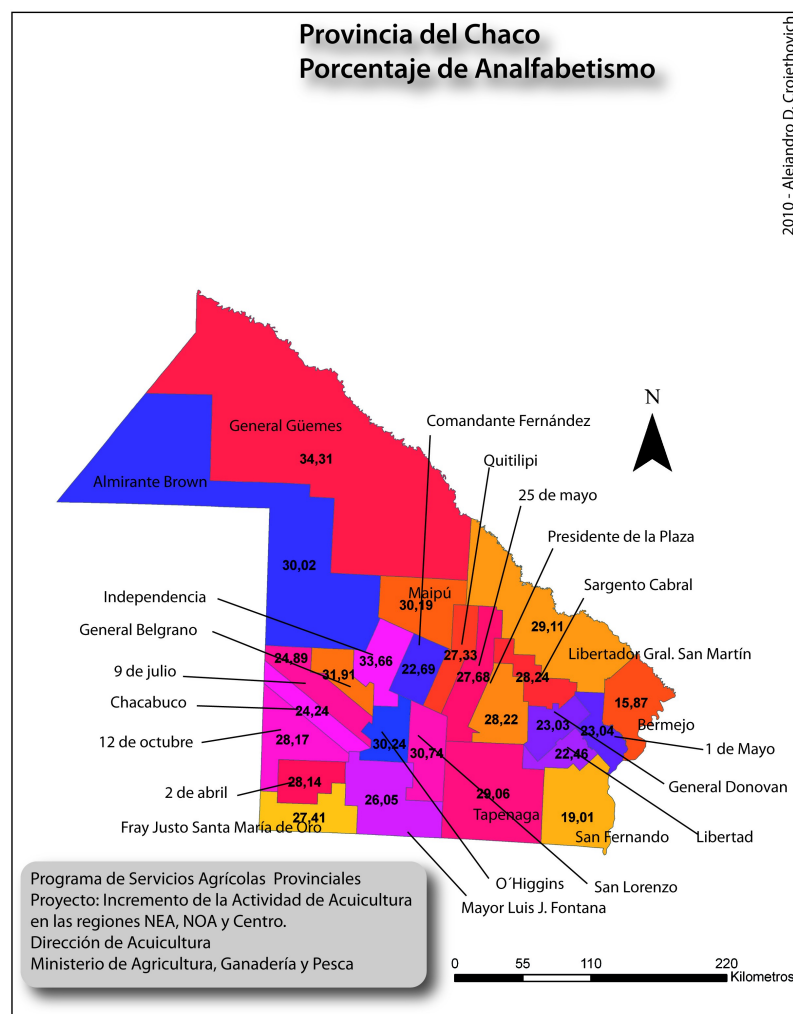 Provincia del Chaco
Porcentaje de Analfabetismo
2010 - Alejandro D. Crojethovich
General Güemes
34,31
Comandante Fernández
N
Quitilipi
Almirante Brown
25 de mayo
Presidente de la Plaza
30,02
Sargento Cabral
Independencia
Maipú
30,19
General Belgrano
29,11
9 de julio
24,89
33,66
22,69
27,33
Libertador Gral. San Martín
31,91
27,68
28,24
Chacabuco
24,24
15,87
28,22
23,03
23,04
Bermejo
12 de octubre
28,17
30,24
30,74
22,46
1 de Mayo
2 de abril
28,14
General Donovan
26,05
29,06
Fray Justo Santa María de Oro
27,41
Tapenaga
19,01
San Fernando
Libertad
O´Higgins
San Lorenzo
Mayor Luis J. Fontana
Programa de Servicios Agrícolas Provinciales
Proyecto: Incremento de la Actividad de Acuicultura
en las regiones NEA, NOA y Centro.
Dirección de Acuicultura
Ministerio de Agricultura, Ganadería y Pesca
0 55 110 220
Kilometros